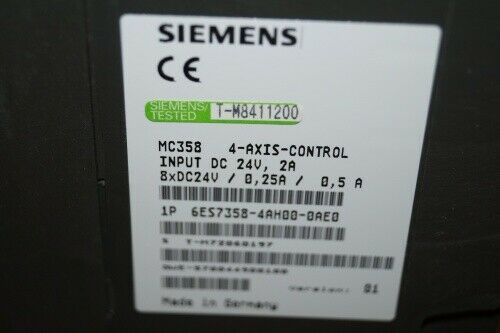 SIEMENS
CE
SIEMENS/
TESTED
T-M8411200
MC358 4-AXIS-CONTROL
INPUT DC 24V, 2A
8xDC24V / 0,25A / 0,5 A
1P 6ES7358-4AH00-0AE0
S
Version: 01
Made in Germany